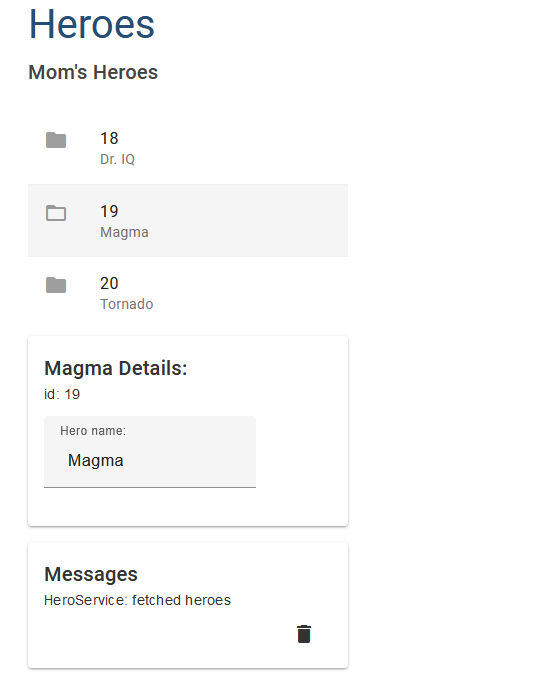 Heroes
Mom's Heroes
18
Dr. IQ
19
Magma
20
Tornado
Magma Details:
id: 19
Hero name:
Magma
Messages
HeroService: fetched heroes